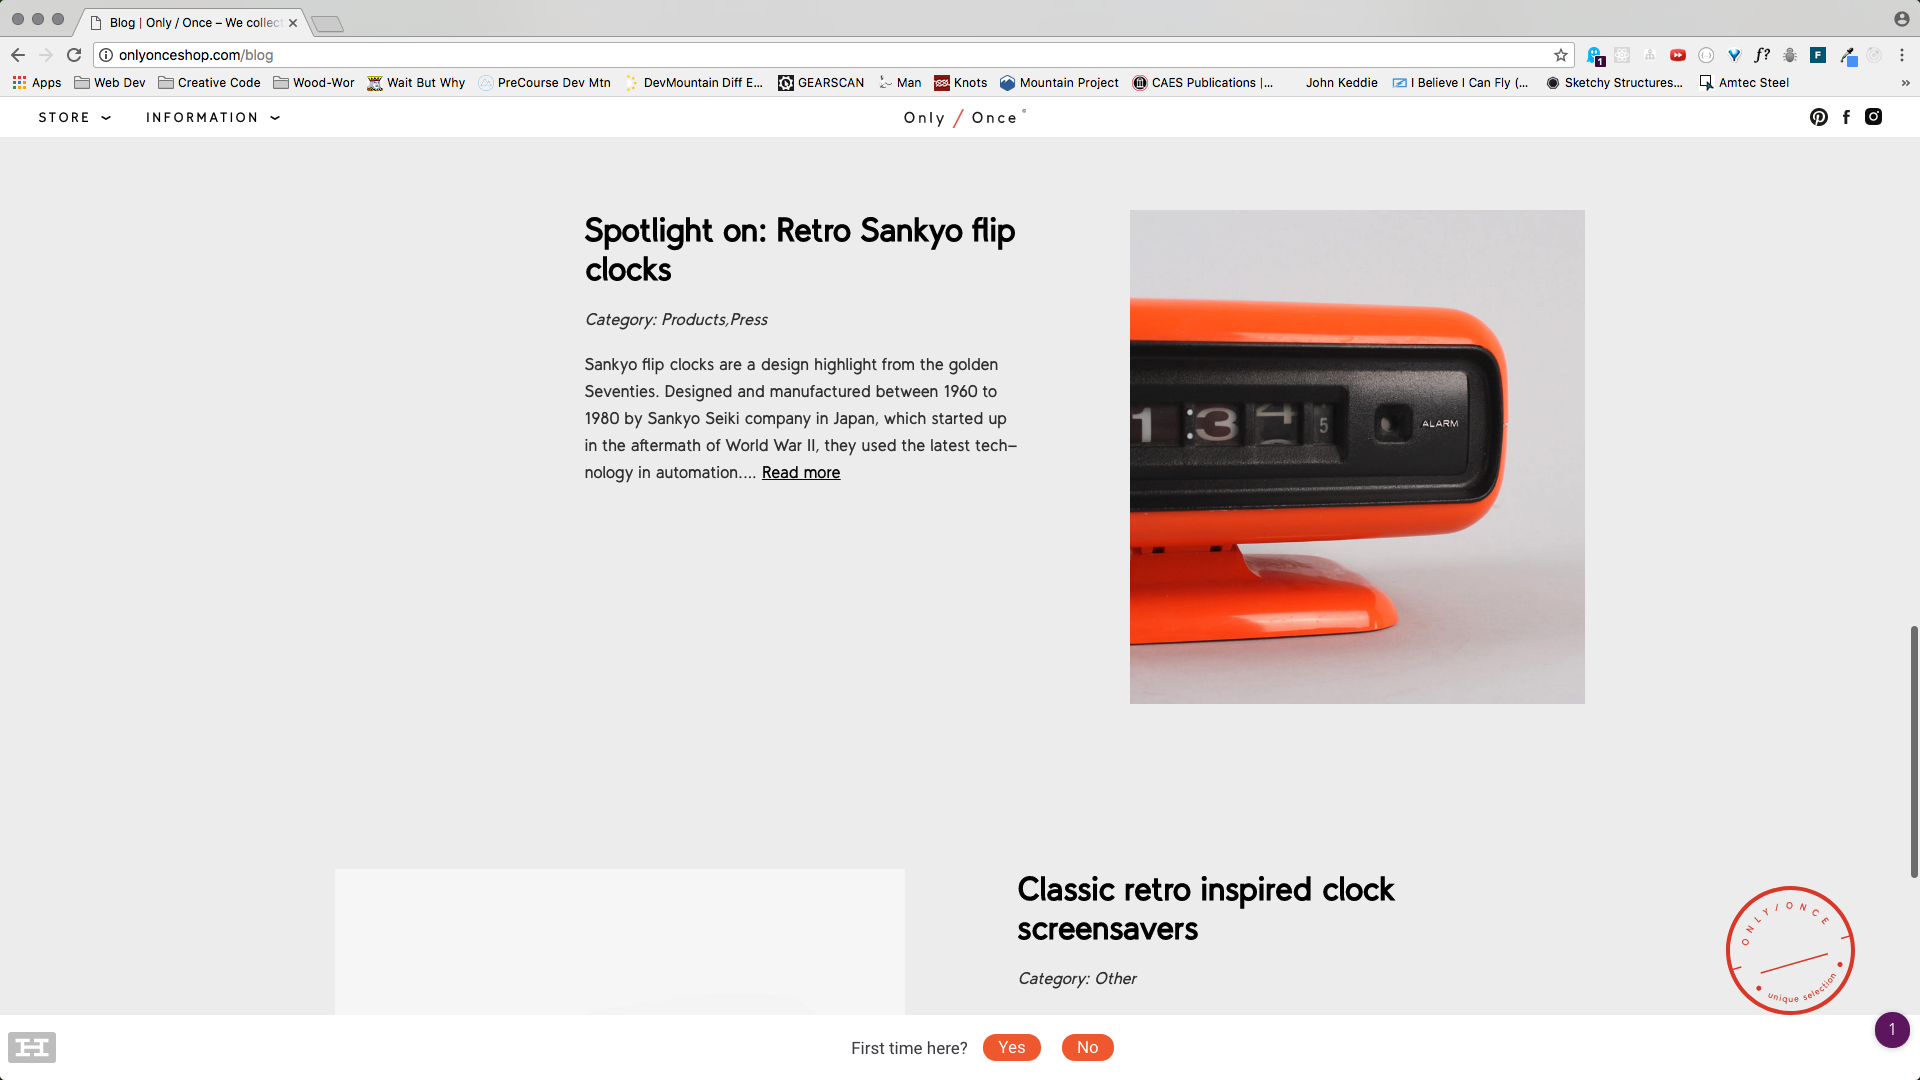 Blog | Only / Once – We collec
onlyonceshop.com/blog
1
f?
F
Apps
Web Dev
Creative Code
Wood-Wor
Wait But Why
PreCourse Dev Mtn
DevMountain Diff E...
GEARSCAN
Man
Knots
Mountain Project
CAES Publications |...
John Keddie
I Believe I Can Fly (...
Sketchy Structures...
Amtec Steel
»
STORE
INFORMATION
Only / Once
Spotlight on: Retro Sankyo flip
clocks
Category: Products,Press
Sankyo flip clocks are a design highlight from the golden
Seventies. Designed and manufactured between 1960 to
1980 by Sankyo Seiki company in Japan, which started up
in the aftermath of World War II, they used the latest tech–
nology in automation.... Read more
1:3 5
ALARM
Classic retro inspired clock
screensavers
Category: Other
ONLY/ONCE
unique selection
First time here?
Yes
No
1